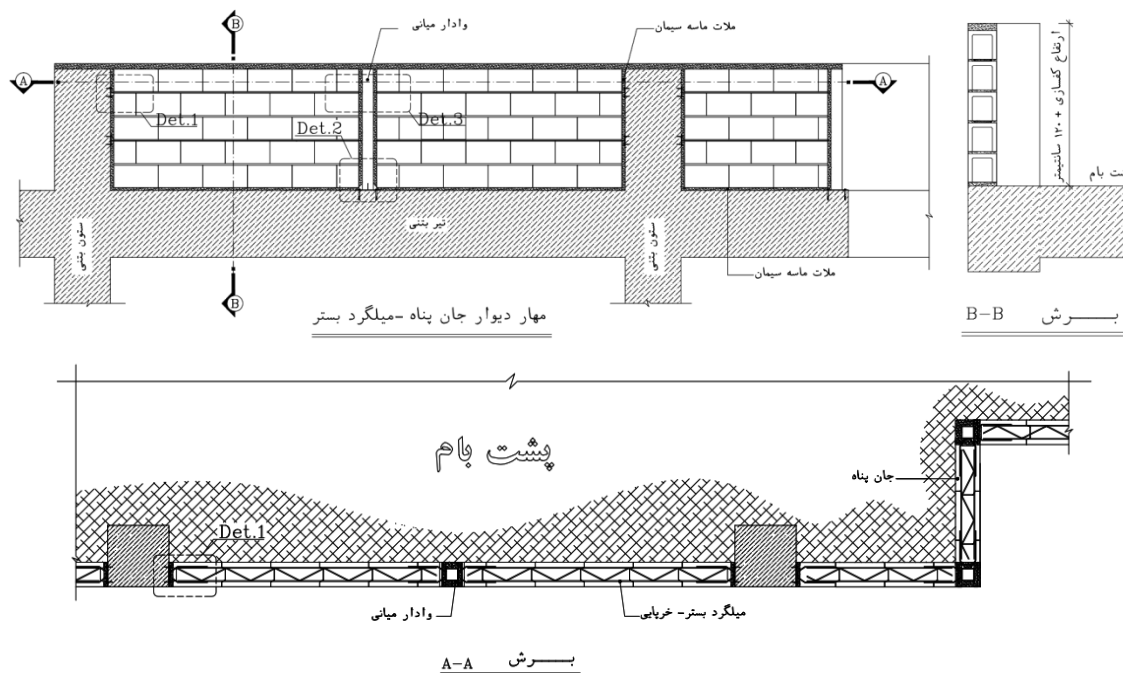 B
وادار میانی
ملات ماسه سیمان
A
A
Det.1
Det.2
Det.3
ستون بتنی
تیر بتنی
ستون بتنی
ملات ماسه سیمان
B
مهار دیوار جان پناه -میلگرد بستر
ارتفاع کفسازی + ۱۲۰ سانتیمتر
بام
برش B-B
پشت بام
جان پناه
Det.1
وادار میانی
میلگرد بستر- خرپایی
برش A-A